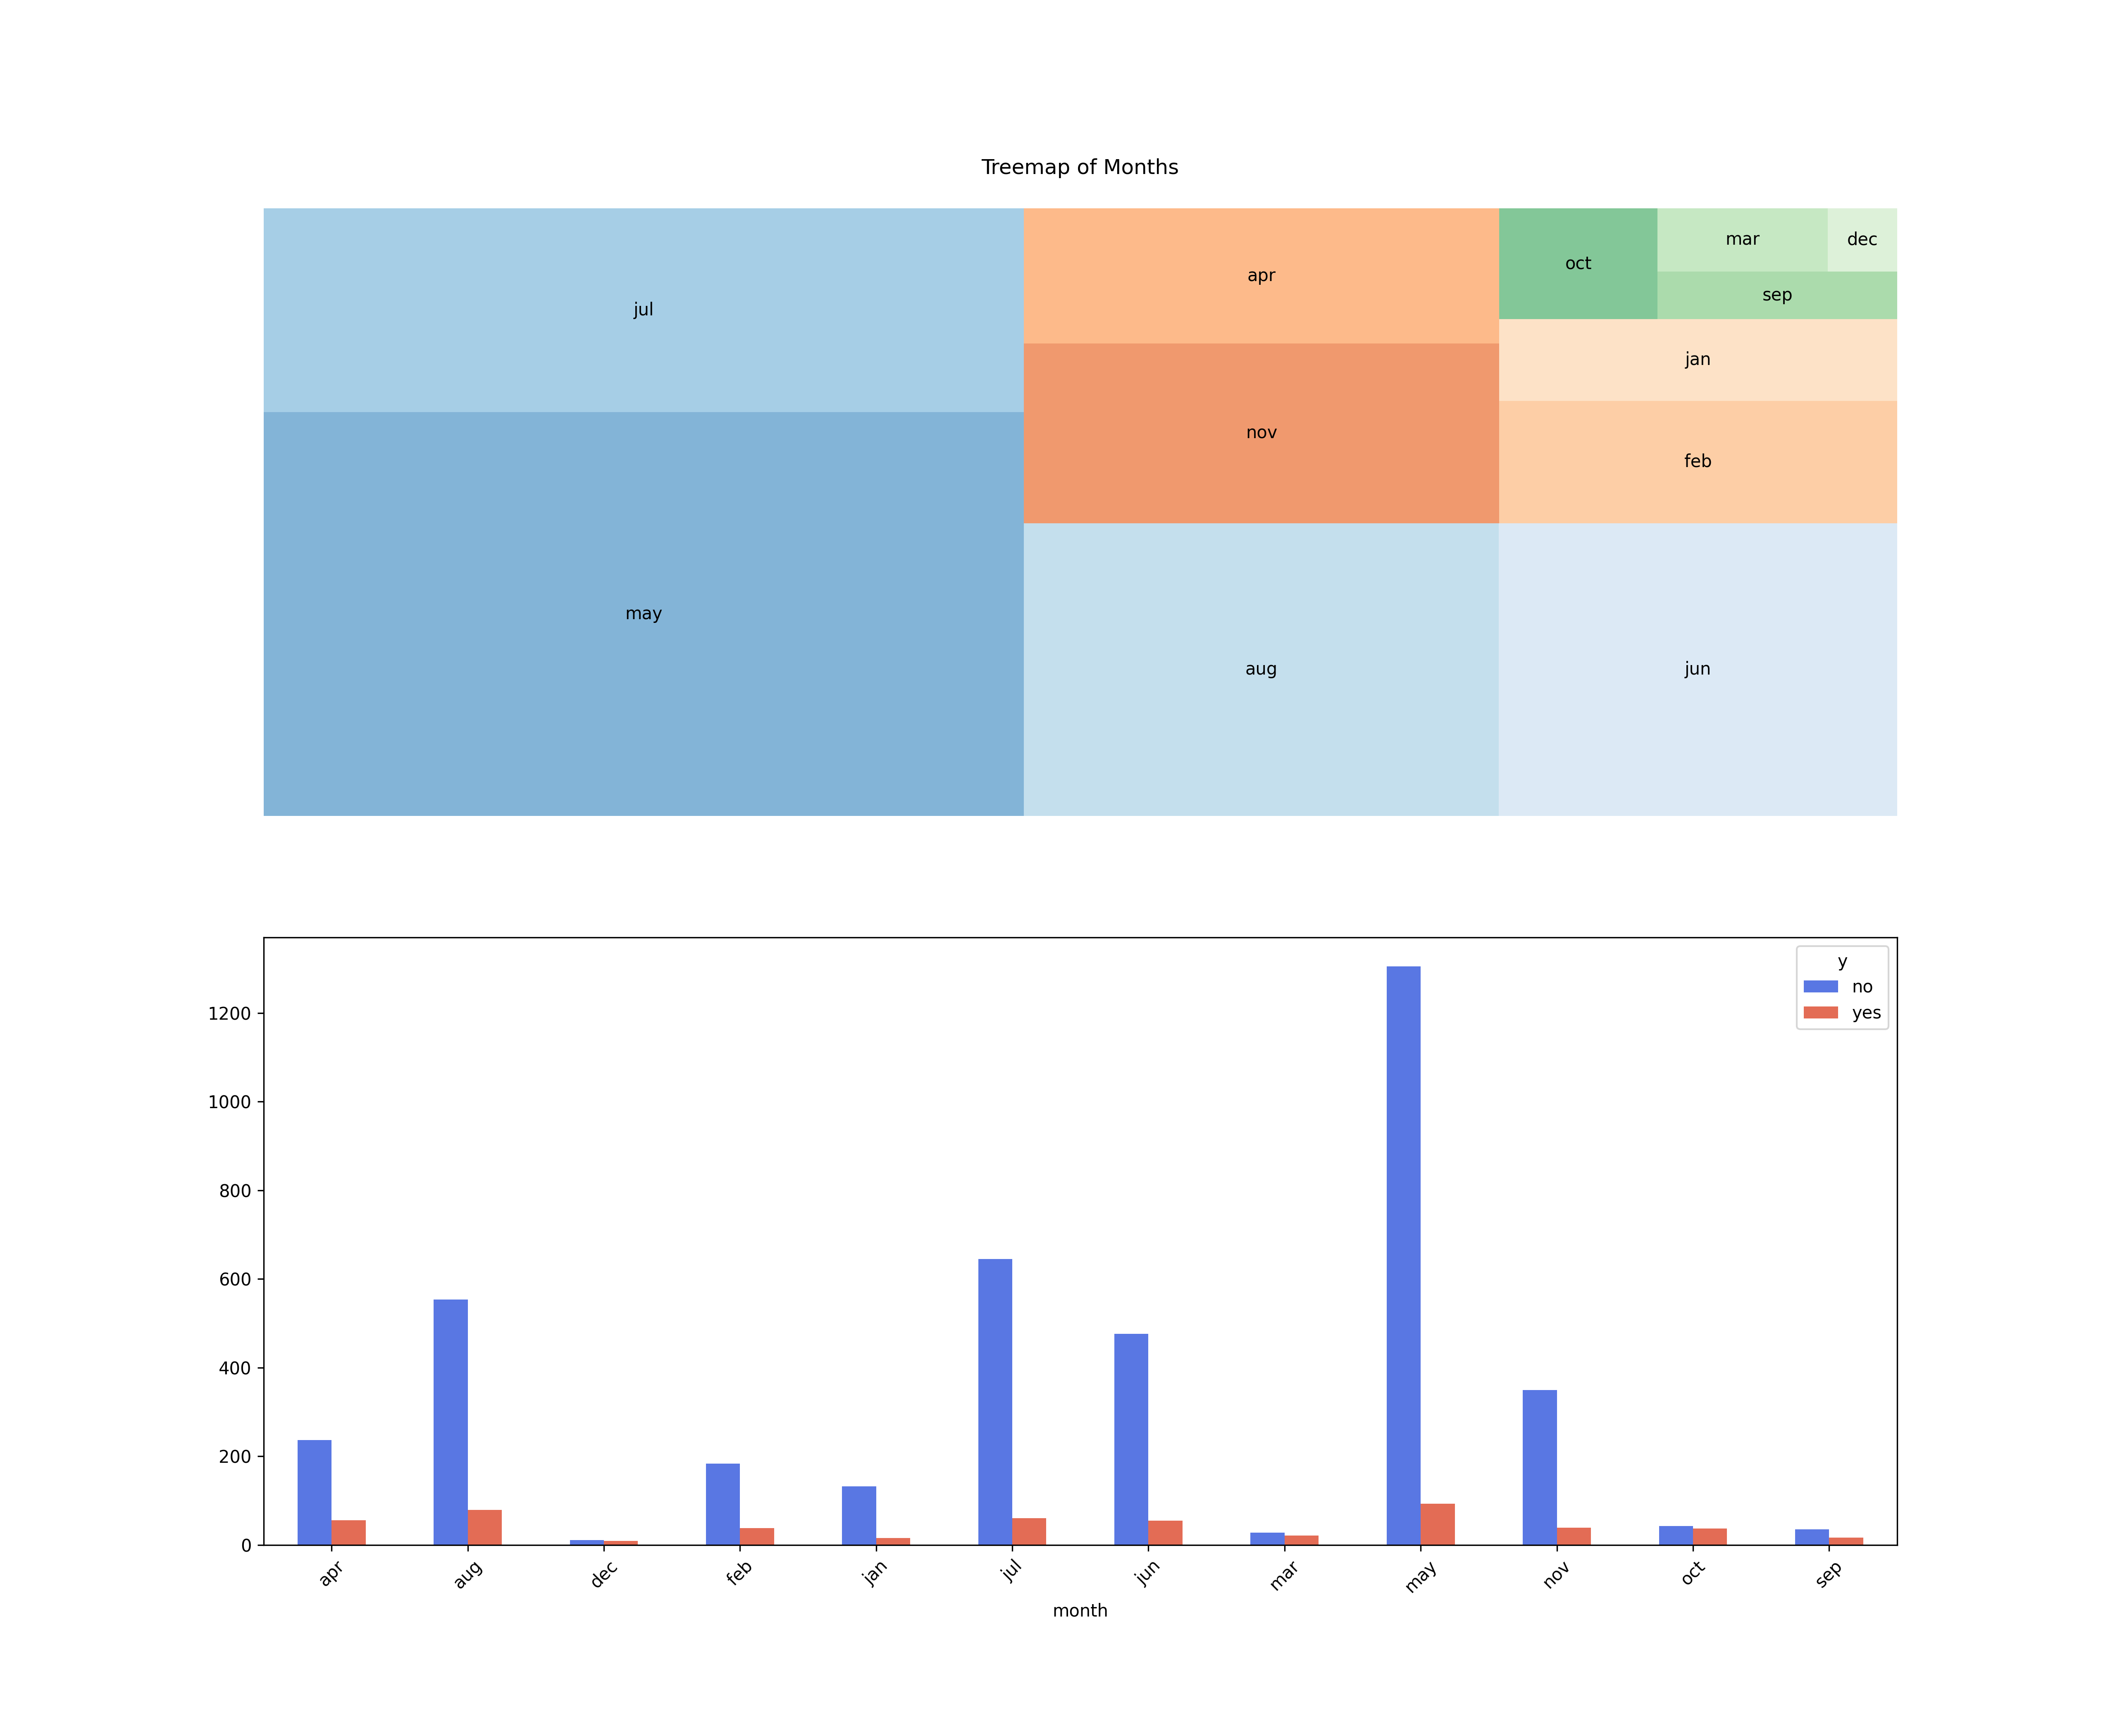 Treemap of Months
jul
may
apr
nov
aug
oct
mar
dec
sep
jan
feb
jun
y
no
yes
1200
1000
800
600
400
200
0
apr
aug
dec
feb
jan
jul
jun
mar
may
nov
oct
sep
month